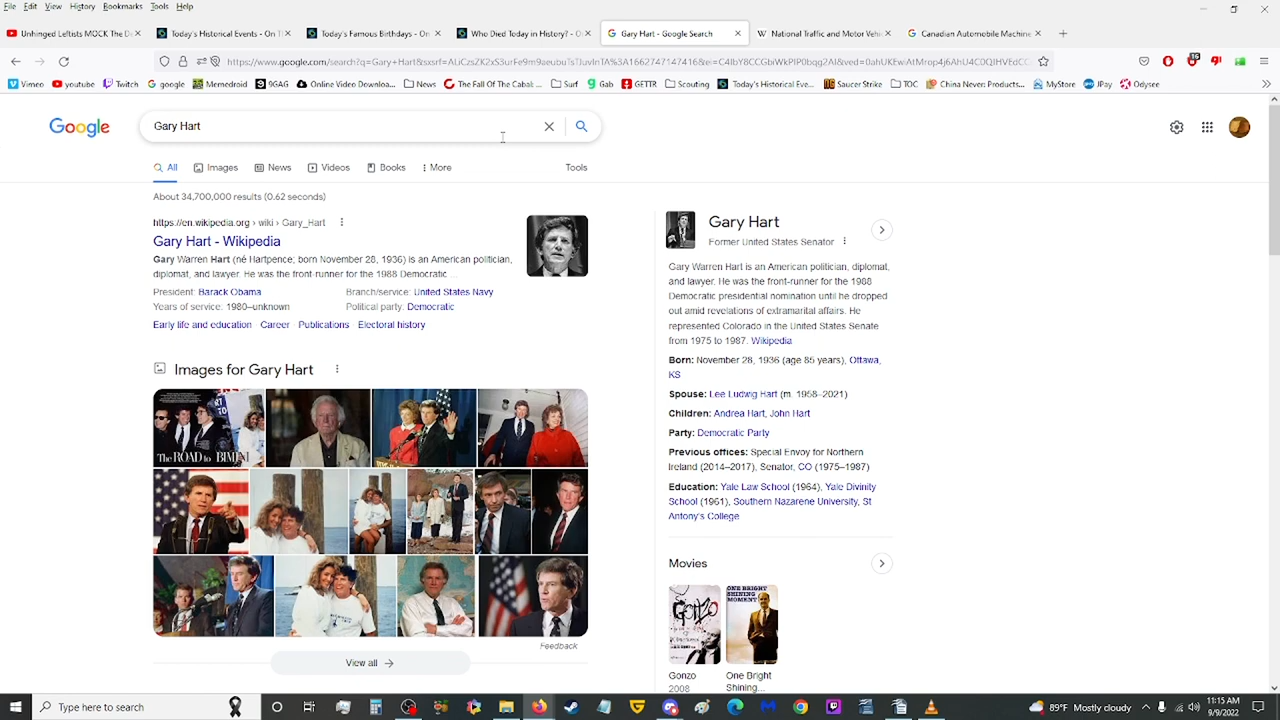 File Edit View History Bookmarks Tools Help
Unhinged Leftists MOCK The D
Today's Historical Events - On T
Today's Famous Birthdays - On
Who Died Today in History? - O
Gary Hart - Google Search
National Traffic and Motor Vehi
Canadian Automobile Machine
Vimeo youtube Twitch google Memedroid 9GAG Online Video Downloa... News The Fall Of The Cabal: ... Surf Gab GETTR Scouting Today's Historical Eve... Saucer Strike TOC China Never: Products... MyStore JPay Odysee
Google
Gary Hart
All Images News Videos Books More Tools
About 34,700,000 results (0.62 seconds)
https://en.wikipedia.org › wiki › Gary_Hart
Gary Hart - Wikipedia
Gary Warren Hart (né Hartpence; born November 28, 1936) is an American politician,
diplomat, and lawyer. He was the front-runner for the 1988 Democratic ...
President: Barack Obama Branch/service: United States Navy
Years of service: 1980–unknown Political party: Democratic
Early life and education · Career · Publications · Electoral history
Images for Gary Hart
The ROAD to BIMINI
Feedback
View all
Gary Hart
Former United States Senator
Gary Warren Hart is an American politician, diplomat,
and lawyer. He was the front-runner for the 1988
Democratic presidential nomination until he dropped
out amid revelations of extramarital affairs. He
represented Colorado in the United States Senate
from 1975 to 1987. Wikipedia
Born: November 28, 1936 (age 85 years), Ottawa,
KS
Spouse: Lee Ludwig Hart (m. 1958–2021)
Children: Andrea Hart, John Hart
Party: Democratic Party
Previous offices: Special Envoy for Northern
Ireland (2014–2017), Senator, CO (1975–1987)
Education: Yale Law School (1964), Yale Divinity
School (1961), Southern Nazarene University, St
Antony's College
Movies
GONZO
ONE BRIGHT
SHINING
MOMENT
Gonzo
2008
One Bright
Shining...
Type here to search
89°F Mostly cloudy
11:15 AM
9/9/2022